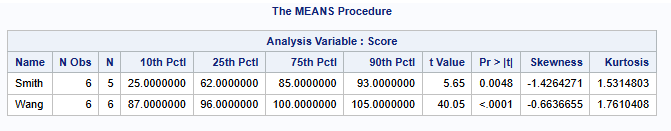 The MEANS Procedure
Analysis Variable : Score
Name N Obs N 10th Pctl 25th Pctl 75th Pctl 90th Pctl t Value Pr > |t| Skewness Kurtosis
Smith 6 5 25.0000000 62.0000000 85.0000000 93.0000000 5.65 0.0048 -1.4264271 1.5314803
Wang 6 6 87.0000000 96.0000000 100.0000000 105.0000000 40.05 <.0001 -0.6636655 1.7610408